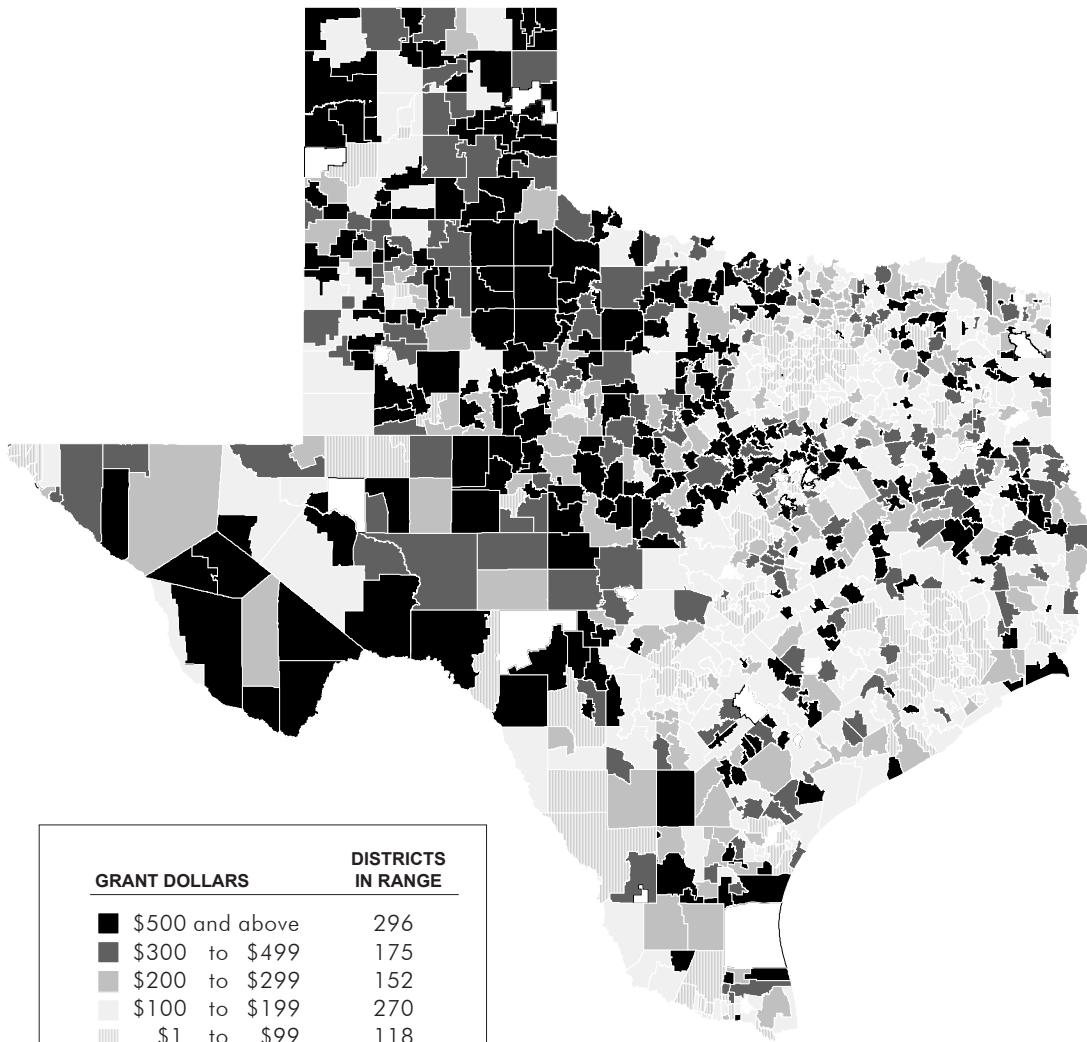 DISTRICTS
GRANT DOLLARS IN RANGE
$500 and above 296
$300 to $499 175
$200 to $299 152
$100 to $199 270
$1 to $99 118